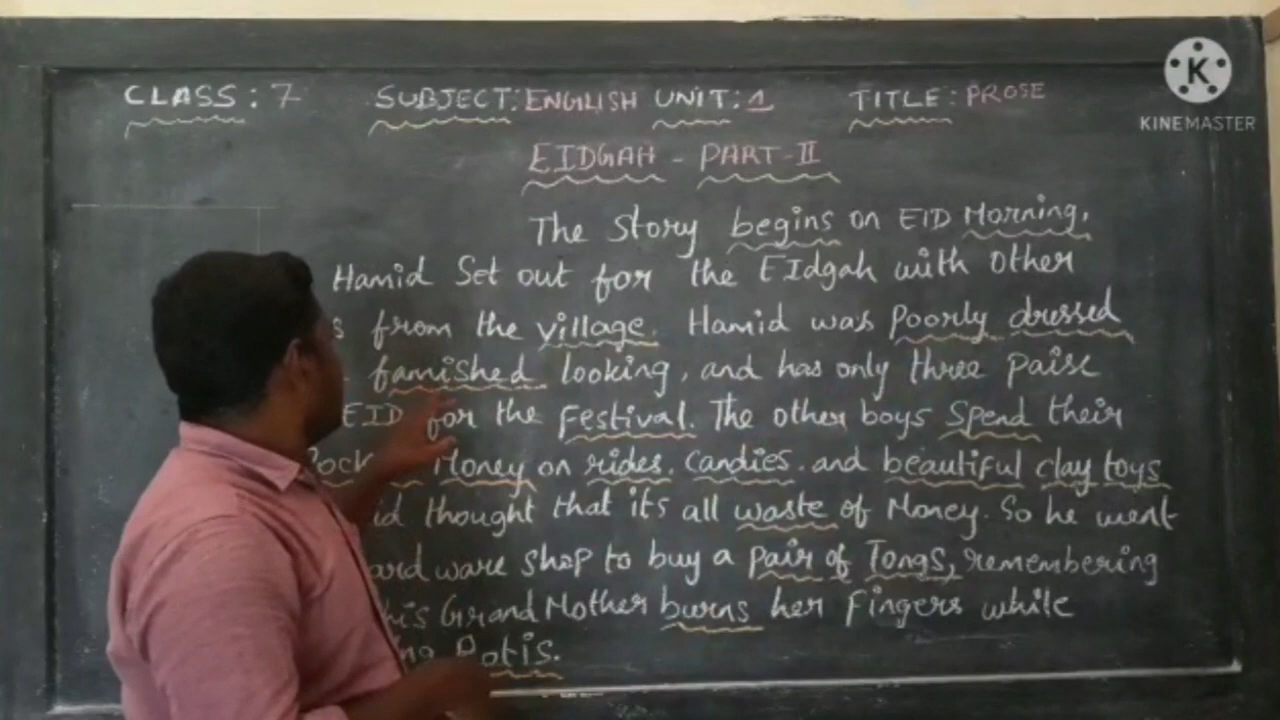 CLASS: 7 SUBJECT: ENGLISH UNIT: 1 TITLE: PROSE
K
KINEMASTER
EIDGAH - PART-II
The Story begins on EID Morning,
Hamid Set out for the EIdgah with Other
from the village. Hamid was Poorly dressed
famished looking, and has only three paise
EID for the Festival. The other boys Spend their
Money on rides, Candies, and beautiful clay toys
thought that it's all waste of Money. So he went
ware shop to buy a pair of Tongs, remembering
his Grand Mother burns her Fingers while
Rotis.